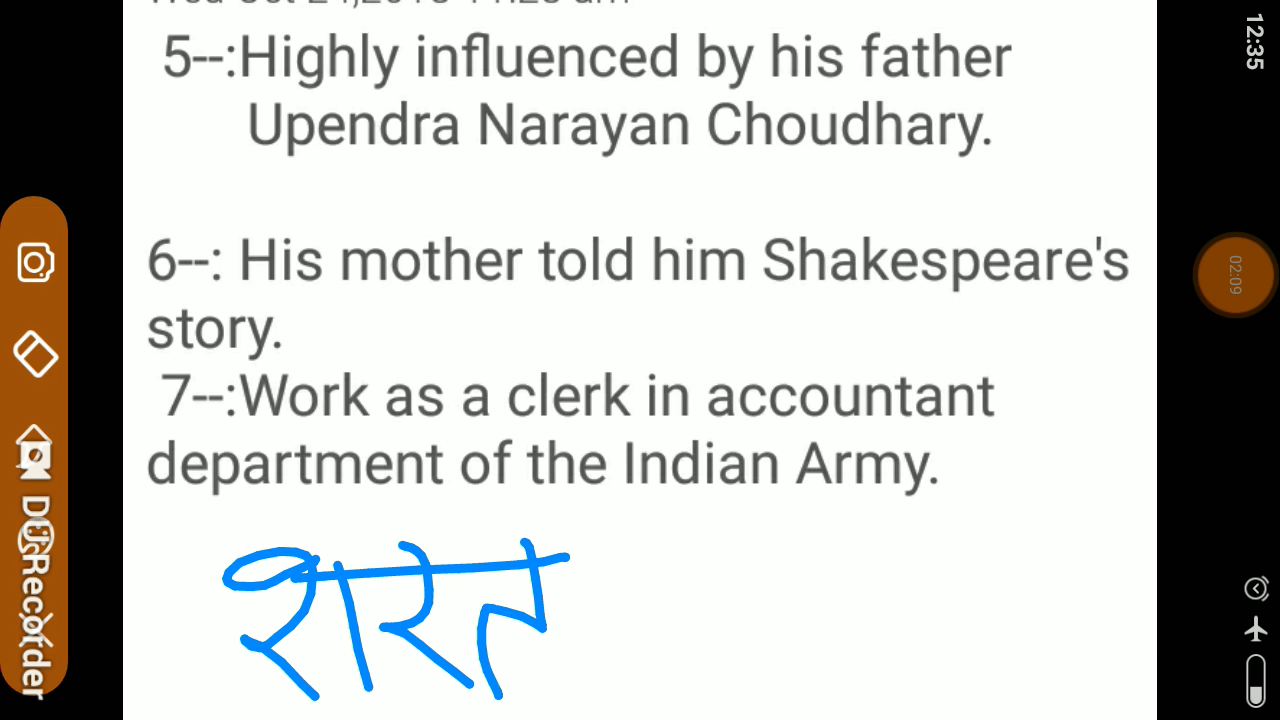 5--:Highly influenced by his father
Upendra Narayan Choudhary.
6--: His mother told him Shakespeare's
story.
7--:Work as a clerk in accountant
department of the Indian Army.
शरत
12:35
02:09
DU Recorder